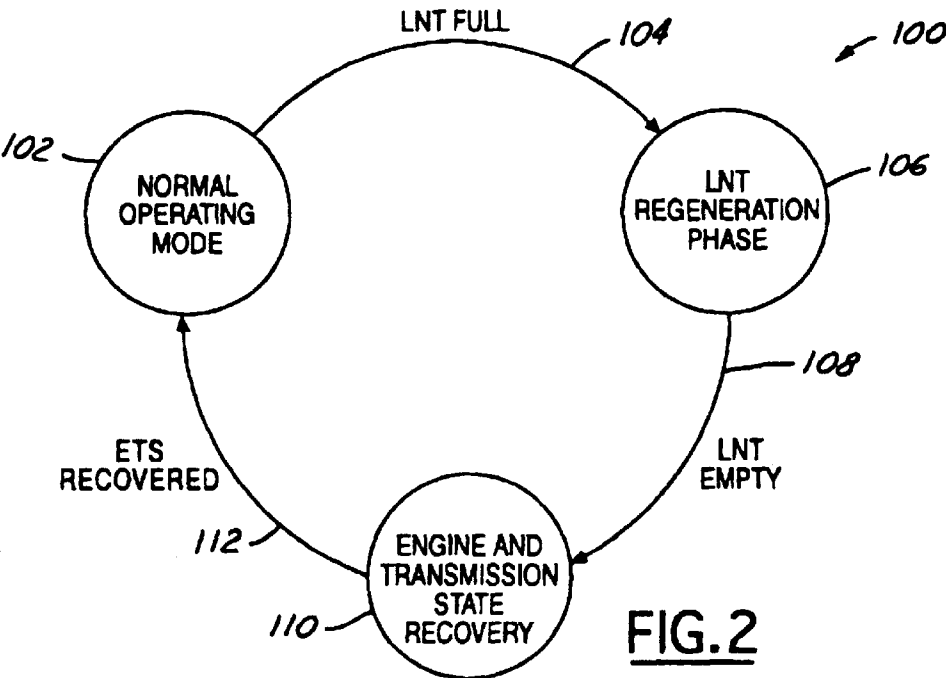 LNT FULL
104
100
102
NORMAL
OPERATING
MODE
LNT
REGENERATION
PHASE
106
108
LNT
EMPTY
ETS
RECOVERED
112
ENGINE AND
TRANSMISSION
STATE
RECOVERY
110
FIG.2